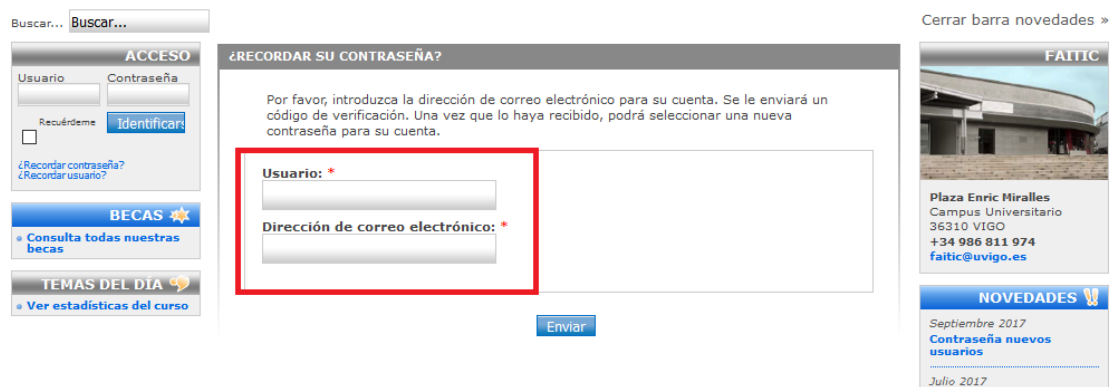 Buscar... Buscar...
ACCESO
Usuario Contraseña
Recuérdeme Identificars
¿Recordar contraseña?
¿Recordar usuario?
BECAS
Consulta todas nuestras
becas
TEMAS DEL DÍA
Ver estadísticas del curso
¿RECORDAR SU CONTRASEÑA?
Por favor, introduzca la dirección de correo electrónico para su cuenta. Se le enviará un
código de verificación. Una vez que lo haya recibido, podrá seleccionar una nueva
contraseña para su cuenta.
Usuario: *
Dirección de correo electrónico: *
Enviar
Cerrar barra novedades »
FAITIC
Plaza Enric Miralles
Campus Universitario
36310 VIGO
+34 986 811 974
faitic@uvigo.es
NOVEDADES
Septiembre 2017
Contraseña nuevos
usuarios
Julio 2017